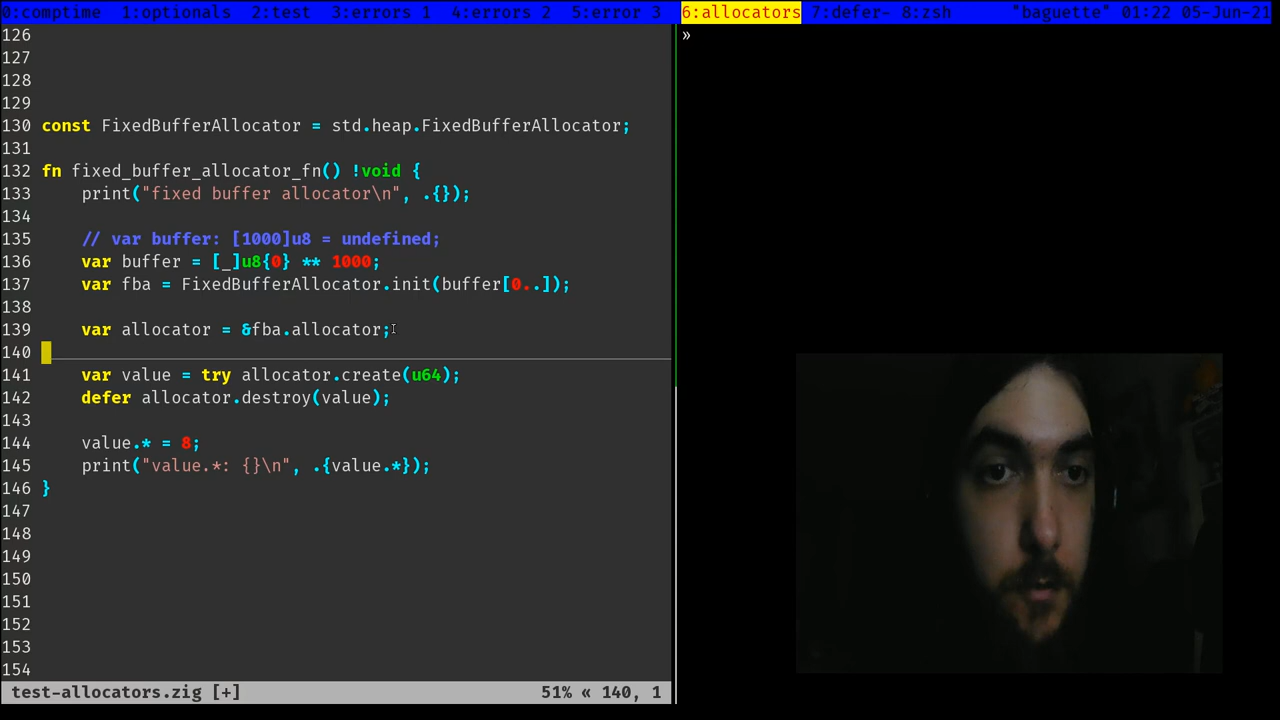 0:comptime 1:optionals 2:test 3:errors 1 4:errors 2 5:error 3 6:allocators 7:defer- 8:zsh "baguette" 01:22 05-Jun-21
126
127
128
129
130 const FixedBufferAllocator = std.heap.FixedBufferAllocator;
131
132 fn fixed_buffer_allocator_fn() !void {
133     print("fixed buffer allocator\n", .{});
134
135     // var buffer: [1000]u8 = undefined;
136     var buffer = [_]u8{0} ** 1000;
137     var fba = FixedBufferAllocator.init(buffer[0..]);
138
139     var allocator = &fba.allocator;
140
141     var value = try allocator.create(u64);
142     defer allocator.destroy(value);
143
144     value.* = 8;
145     print("value.*: {}\n", .{value.*});
146 }
147
148
149
150
151
152
153
154
test-allocators.zig [+] 51% « 140, 1
»